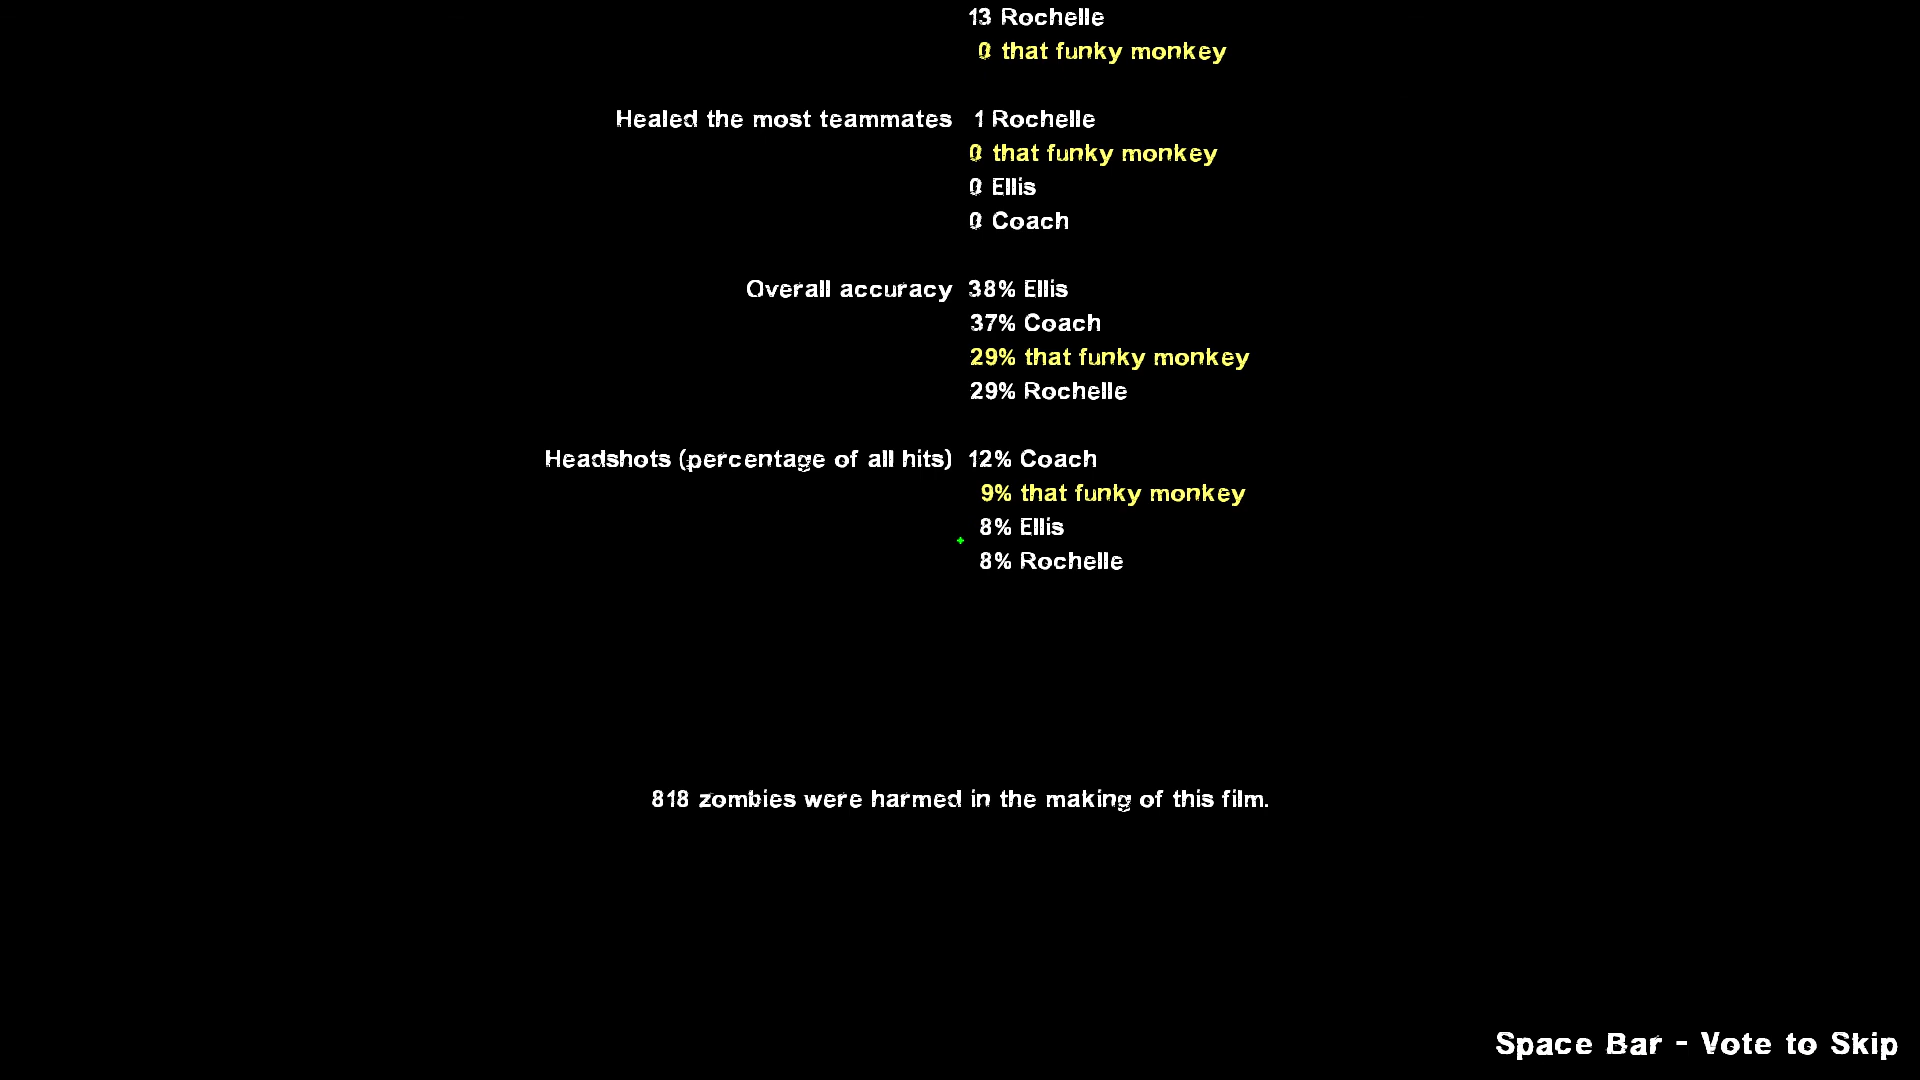 13 Rochelle
0 that funky monkey
Healed the most teammates 1 Rochelle
0 that funky monkey
0 Ellis
0 Coach
Overall accuracy 38% Ellis
37% Coach
29% that funky monkey
29% Rochelle
Headshots (percentage of all hits) 12% Coach
9% that funky monkey
8% Ellis
8% Rochelle
818 zombies were harmed in the making of this film.
Space Bar - Vote to Skip